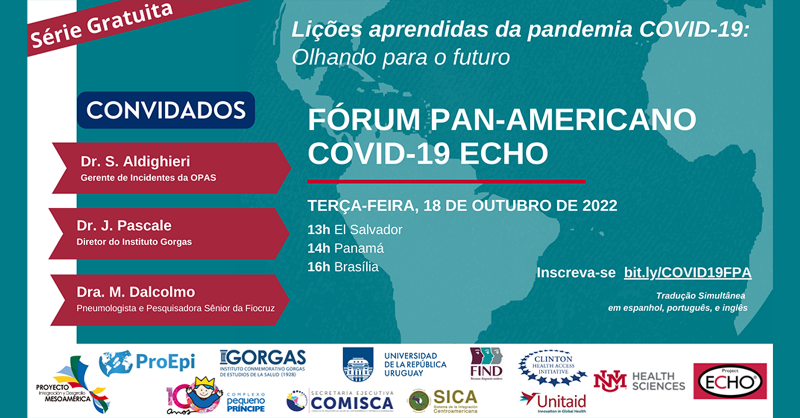 Série Gratuita
Lições aprendidas da pandemia COVID-19:
Olhando para o futuro
CONVIDADOS
FÓRUM PAN-AMERICANO
COVID-19 ECHO
Dr. S. Aldighieri
Gerente de Incidentes da OPAS
Dr. J. Pascale
Diretor do Instituto Gorgas
Dra. M. Dalcolmo
Pneumologista e Pesquisadora Sênior da Fiocruz
TERÇA-FEIRA, 18 DE OUTUBRO DE 2022
13h El Salvador
14h Panamá
16h Brasília
Inscreva-se bit.ly/COVID19FPA
Tradução Simultânea
em espanhol, português, e inglês
PROYECTO
Integración y Desarrollo
MESOAMÉRICA
ProEpi
100
anos
COMPLEXO
pequeno
PRÍNCIPE
GORGAS
INSTITUTO CONMEMORATIVO GORGAS
DE ESTUDIOS DE LA SALUD (1928)
SECRETARÍA EJECUTIVA
COMISCA
UNIVERSIDAD
DE LA REPÚBLICA
URUGUAY
SICA
Sistema de la Integración
Centroamericana
FIND
CLINTON
HEALTH ACCESS
INITIATIVE
Unitaid
Innovation in Global Health
NM
HEALTH
SCIENCES
Project
ECHO